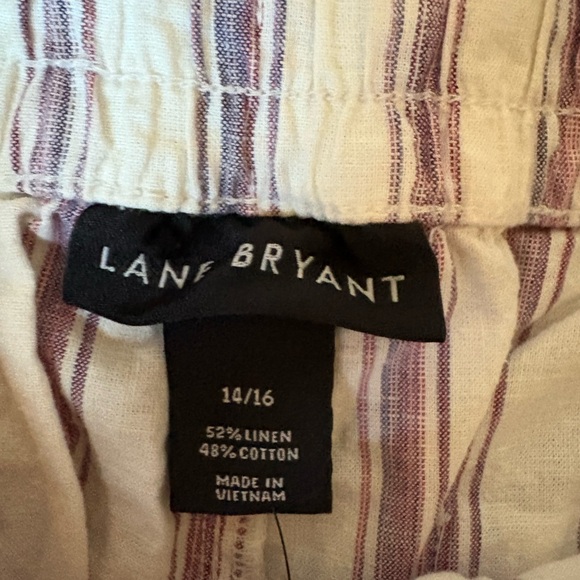 LANE BRYANT
14/16
52% LINEN
48% COTTON
MADE IN
VIETNAM